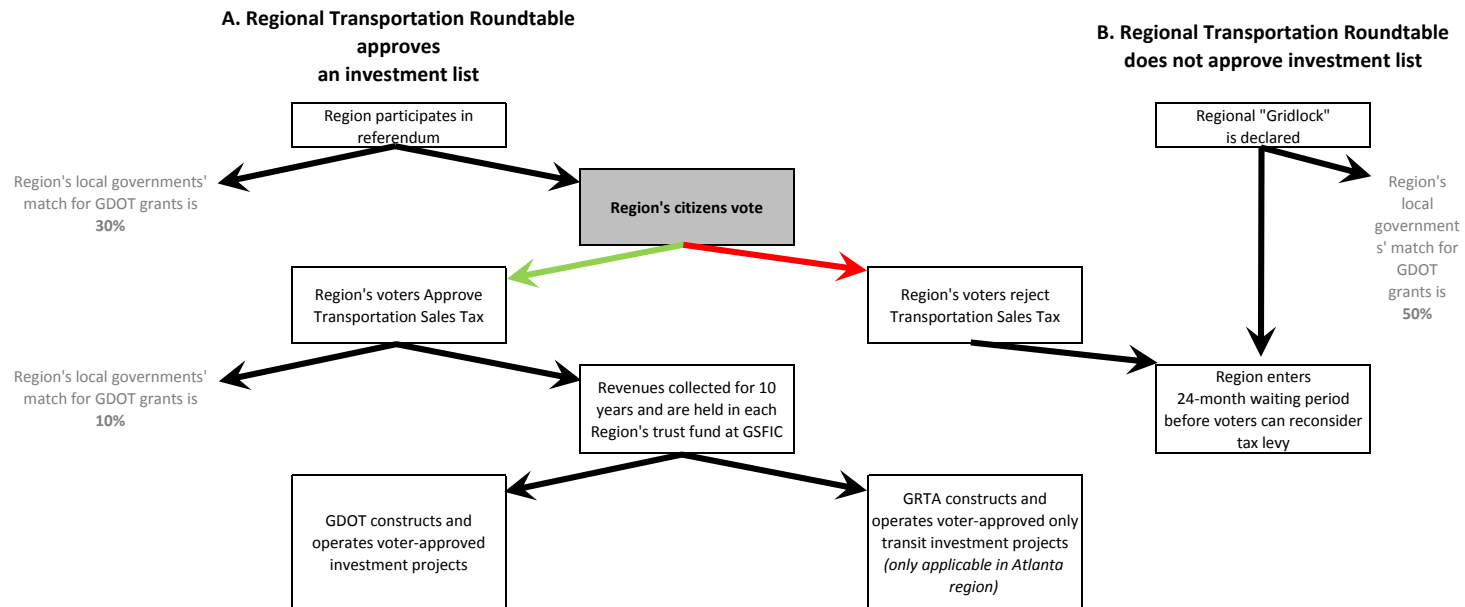 A. Regional Transportation Roundtable
approves
an investment list
B. Regional Transportation Roundtable
does not approve investment list
Region participates in
referendum
Regional "Gridlock"
is declared
Region's local governments'
match for GDOT grants is
30%
Region's citizens vote
Region's
local
government
s' match for
GDOT
grants is
50%
Region's voters Approve
Transportation Sales Tax
Region's voters reject
Transportation Sales Tax
Region's local governments'
match for GDOT grants is
10%
Revenues collected for 10
years and are held in each
Region's trust fund at GSFIC
Region enters
24-month waiting period
before voters can reconsider
tax levy
GDOT constructs and
operates voter-approved
investment projects
GRTA constructs and
operates voter-approved only
transit investment projects
(only applicable in Atlanta
region)